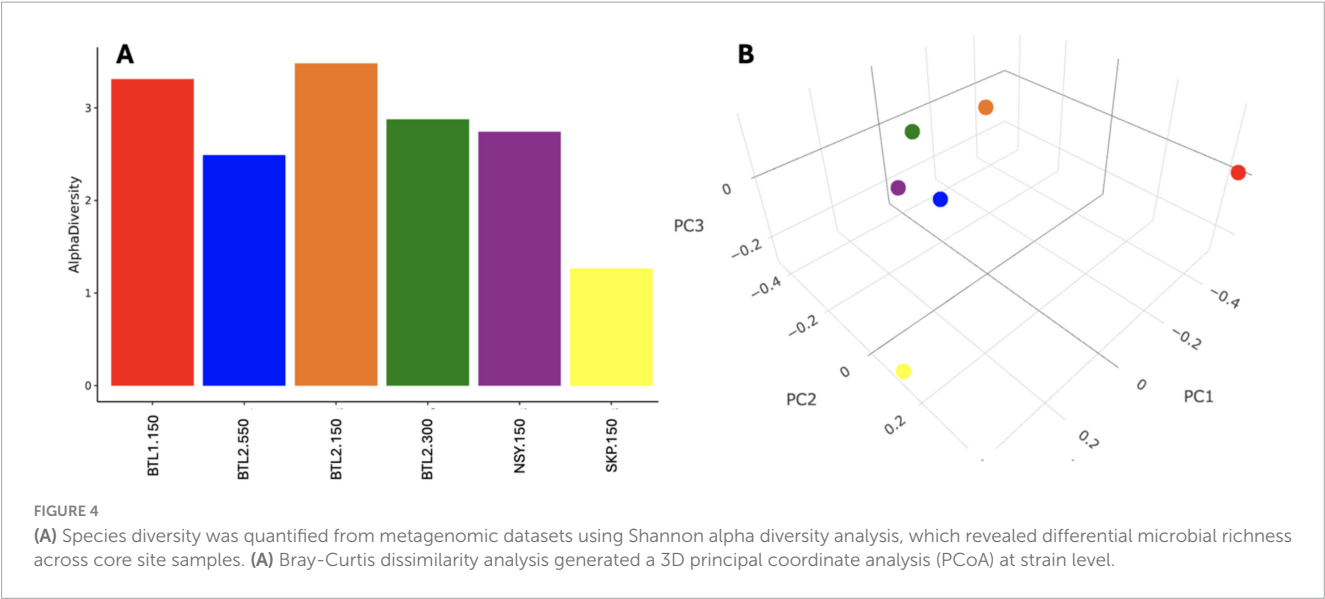 A
AlphaDiversity
3
2
1
0
BTL1.150
BTL2.550
BTL2.150
BTL2.300
NSY.150
SKP.150
B
0
PC3
−0.2
−0.4
−0.2
0
PC2
0.2
−0.4
−0.2
0
PC1
0.2
FIGURE 4
(A) Species diversity was quantified from metagenomic datasets using Shannon alpha diversity analysis, which revealed differential microbial richness
across core site samples. (A) Bray-Curtis dissimilarity analysis generated a 3D principal coordinate analysis (PCoA) at strain level.